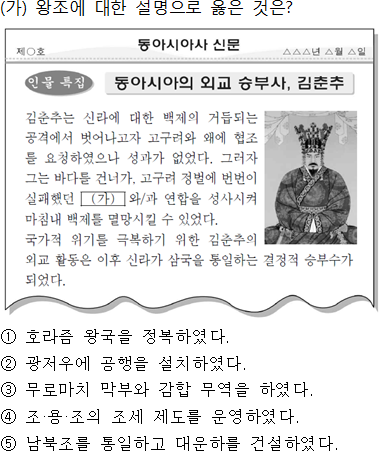 (가) 왕조에 대한 설명으로 옳은 것은?
제○호
동아시아사 신문
△△△년 △월 △일
인물 특집
동아시아의 외교 승부사, 김춘추
김춘추는 신라에 대한 백제의 거듭되는
공격에서 벗어나고자 고구려와 왜에 협조
를 요청하였으나 성과가 없었다. 그러자
그는 바다를 건너가, 고구려 정벌에 번번이
실패했던 (가) 와/과 연합을 성사시켜
마침내 백제를 멸망시킬 수 있었다.
국가적 위기를 극복하기 위한 김춘추의
외교 활동은 이후 신라가 삼국을 통일하는 결정적 승부수가
되었다.
① 호라즘 왕국을 정복하였다.
② 광저우에 공행을 설치하였다.
③ 무로마치 막부와 감합 무역을 하였다.
④ 조·용·조의 조세 제도를 운영하였다.
⑤ 남북조를 통일하고 대운하를 건설하였다.